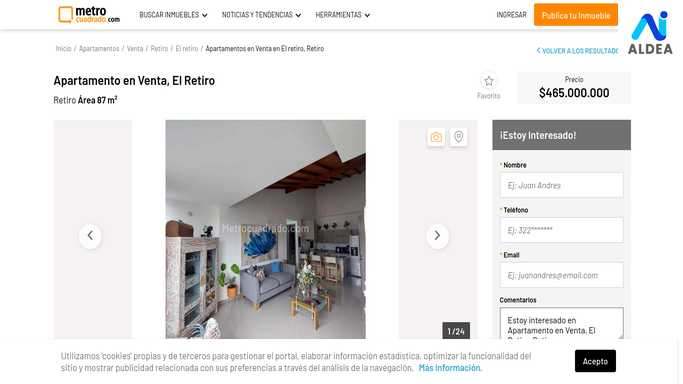 metro
cuadrado.com
BUSCAR INMUEBLES
NOTICIAS Y TENDENCIAS
HERRAMIENTAS
INGRESAR
Publica tu Inmueble
ALDEA
Inicio / Apartamentos / Venta / Retiro / El retiro / Apartamentos en Venta en El retiro, Retiro
VOLVER A LOS RESULTAD
Apartamento en Venta, El Retiro
Retiro Área 87 m²
Favorito
Precio
$465.000.000
Metrocuadrado.com
1 / 24
¡Estoy Interesado!
* Nombre
Ej: Juan Andres
* Teléfono
Ej: 322*******
* Email
Ej: juanandres@email.com
Comentarios
Estoy interesado en
Apartamento en Venta, El
Utilizamos 'cookies' propias y de terceros para gestionar el portal, elaborar información estadística, optimizar la funcionalidad del
sitio y mostrar publicidad relacionada con sus preferencias a través del análisis de la navegación. Más Información.
Acepto